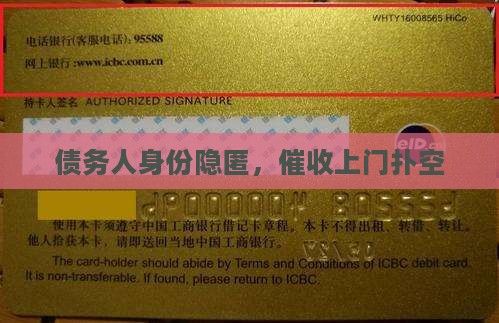 WHTY16008565 HiCo
电话银行(客服电话):95588
网上银行:www.icbc.com.cn
持卡人签名 AUTHORIZED SIGNATURE
eID
债务人身份隐匿，催收上门扑空
使用本卡须遵守中国工商银行借记卡章程。本卡不得出租、转借、转让。
他人拾获本卡，请即送回当地中国工商银行。
The card-holder should abide by Terms and Conditions of ICBC debit card.
It is non-transferable. If found, please return to ICBC.